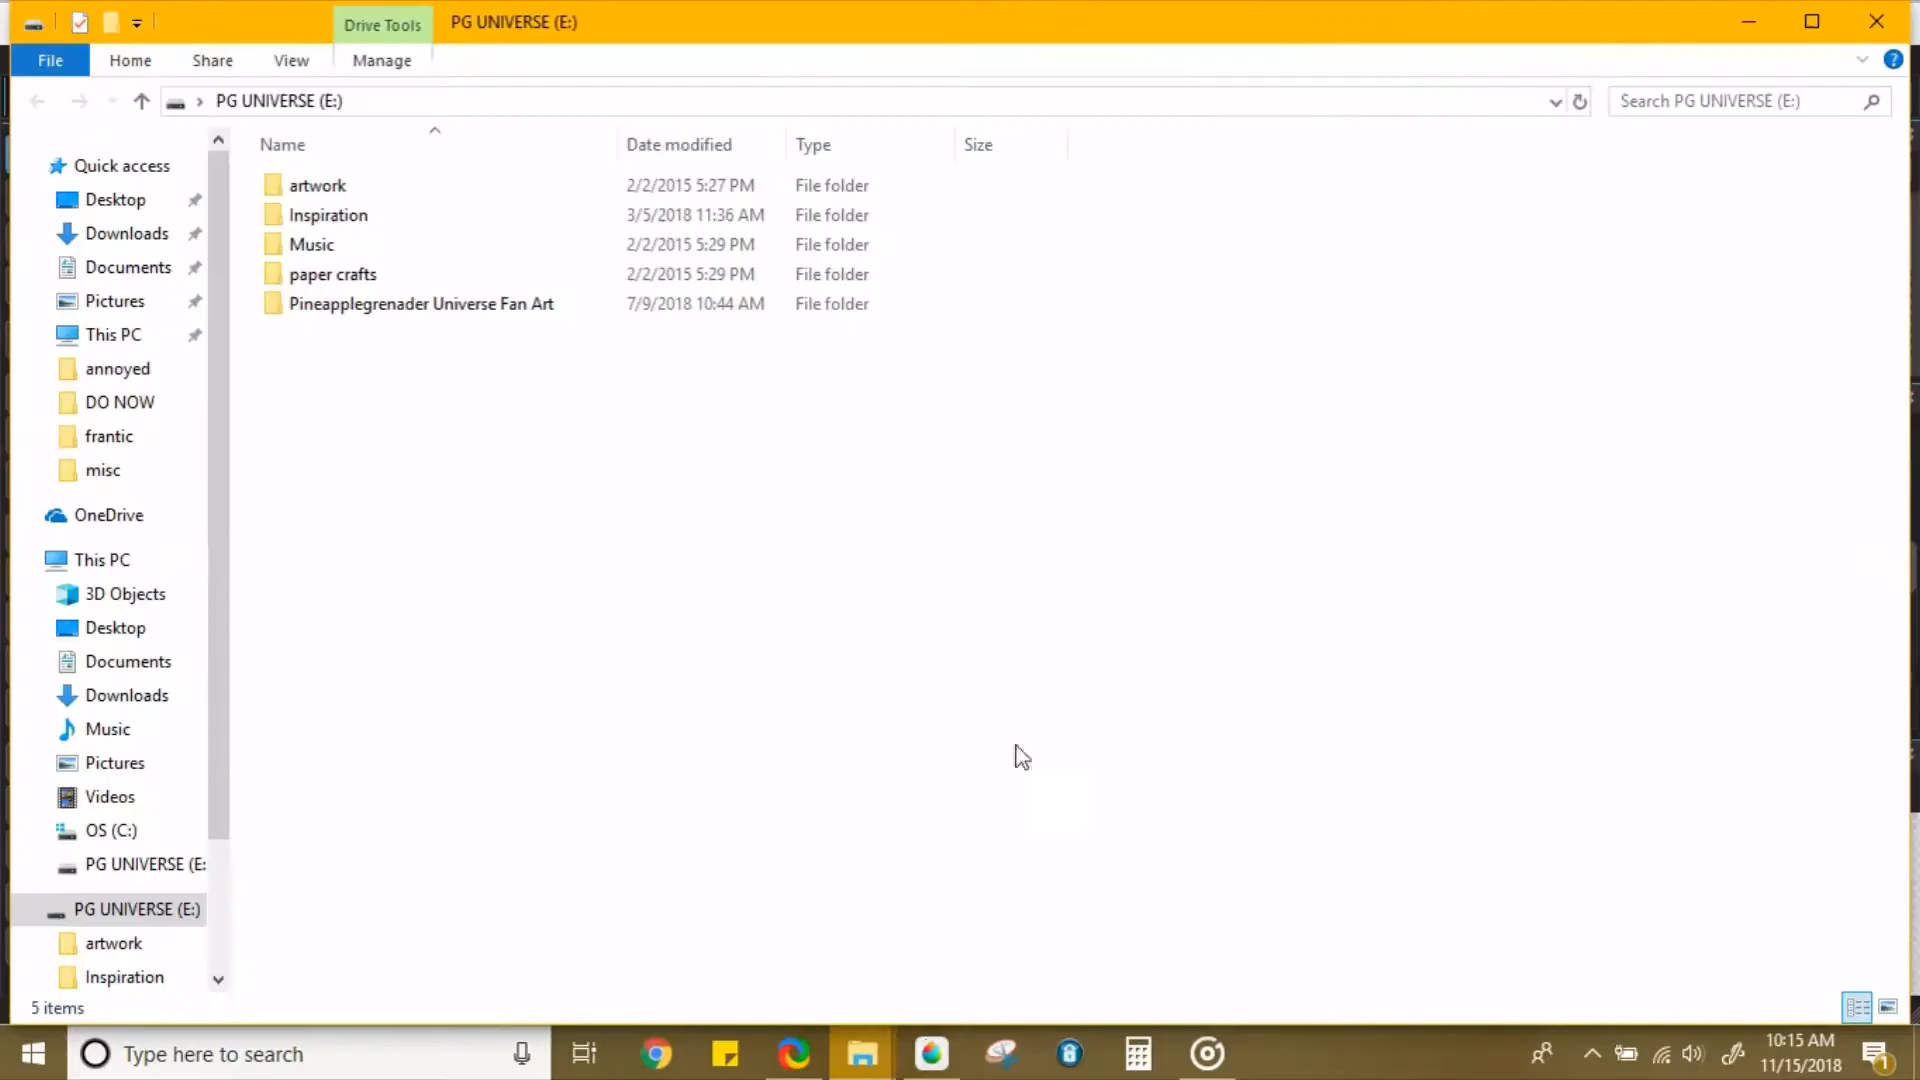 Drive Tools PG UNIVERSE (E:)
File Home Share View Manage
PG UNIVERSE (E:) Search PG UNIVERSE (E:)
Name Date modified Type Size
artwork 2/2/2015 5:27 PM File folder
Inspiration 3/5/2018 11:36 AM File folder
Music 2/2/2015 5:29 PM File folder
paper crafts 2/2/2015 5:29 PM File folder
Pineapplegrenader Universe Fan Art 7/9/2018 10:44 AM File folder
Quick access
Desktop
Downloads
Documents
Pictures
This PC
annoyed
DO NOW
frantic
misc
OneDrive
This PC
3D Objects
Desktop
Documents
Downloads
Music
Pictures
Videos
OS (C:)
PG UNIVERSE (E:
PG UNIVERSE (E:)
artwork
Inspiration
5 items
Type here to search
10:15 AM
11/15/2018
1